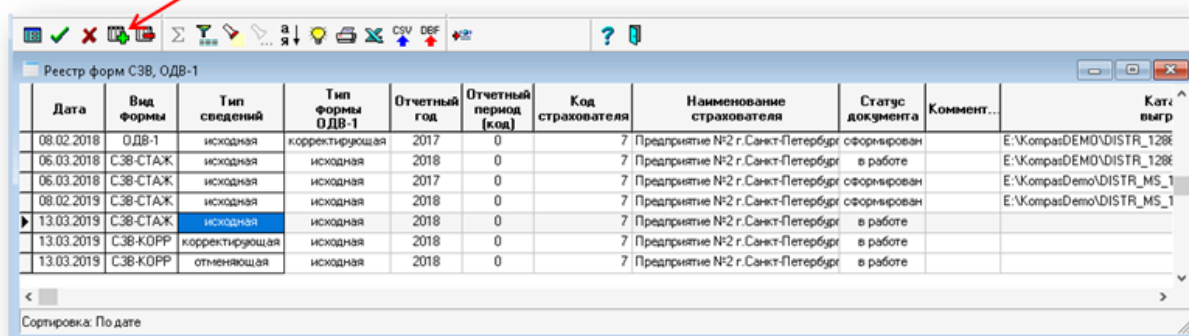 Σ а я CSV DBF ?
Реестр форм СЗВ, ОДВ-1
Дата Вид формы Тип сведений Тип формы ОДВ-1 Отчетный год Отчетный период (код) Код страхователя Наименование страхователя Статус документа Коммент... Ката выгр
08.02.2018 ОДВ-1 исходная корректирующая 2017 0 7 Предприятие №2 г.Санкт-Петербург сформирован E:\KompasDEMO\DISTR_128
06.03.2018 СЗВ-СТАЖ исходная исходная 2018 0 7 Предприятие №2 г.Санкт-Петербург в работе E:\KompasDEMO\DISTR_128
06.03.2018 СЗВ-СТАЖ исходная исходная 2017 0 7 Предприятие №2 г.Санкт-Петербург сформирован E:\KompasDemo\DISTR_MS_1
08.02.2019 СЗВ-СТАЖ исходная исходная 2018 0 7 Предприятие №2 г.Санкт-Петербург сформирован E:\KompasDemo\DISTR_MS_1
13.03.2019 СЗВ-СТАЖ исходная исходная 2018 0 7 Предприятие №2 г.Санкт-Петербург в работе
13.03.2019 СЗВ-КОРР корректирующая исходная 2018 0 7 Предприятие №2 г.Санкт-Петербург в работе
13.03.2019 СЗВ-КОРР отменяющая исходная 2018 0 7 Предприятие №2 г.Санкт-Петербург в работе
Сортировка: По дате